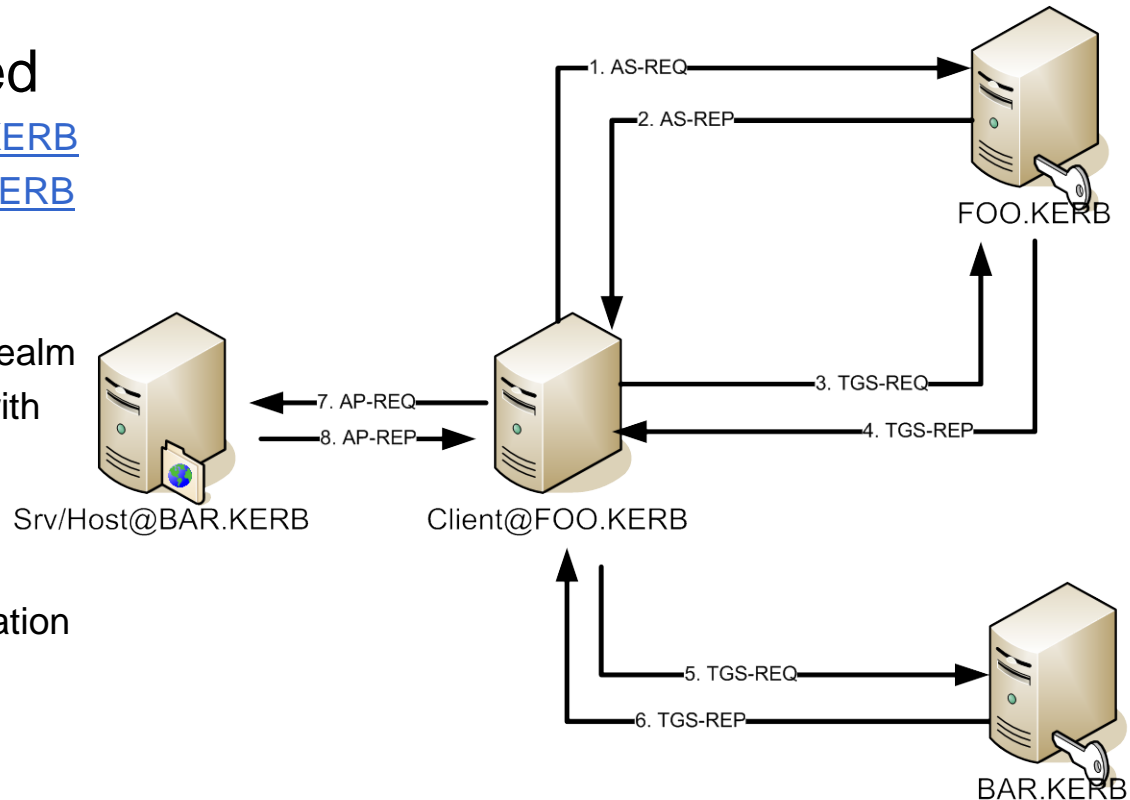 ed
KERB
ERB
ealm
ith
ation
1. AS-REQ
2. AS-REP
FOO.KERB
3. TGS-REQ
4. TGS-REP
7. AP-REQ
8. AP-REP
Srv/Host@BAR.KERB
Client@FOO.KERB
5. TGS-REQ
6. TGS-REP
BAR.KERB